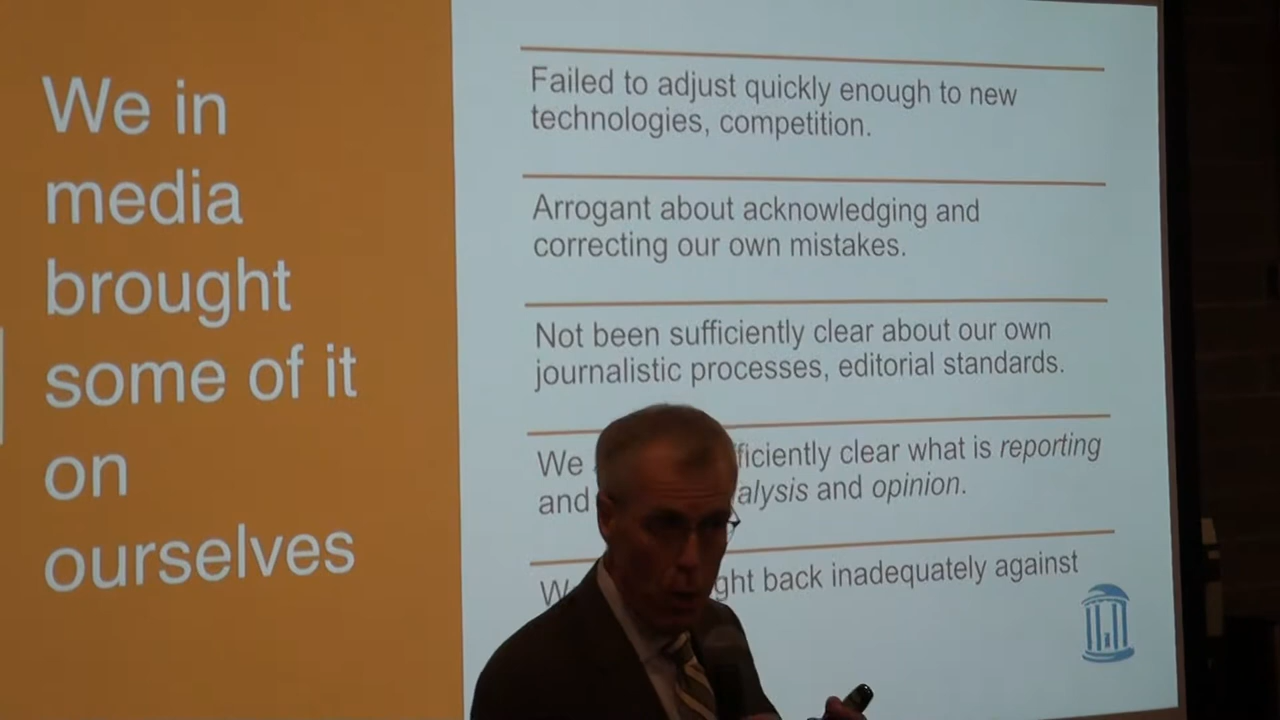 We in
media
brought
some of it
on
ourselves
Failed to adjust quickly enough to new
technologies, competition.
Arrogant about acknowledging and
correcting our own mistakes.
Not been sufficiently clear about our own
journalistic processes, editorial standards.
We ficiently clear what is reporting
and alysis and opinion.
ght back inadequately against